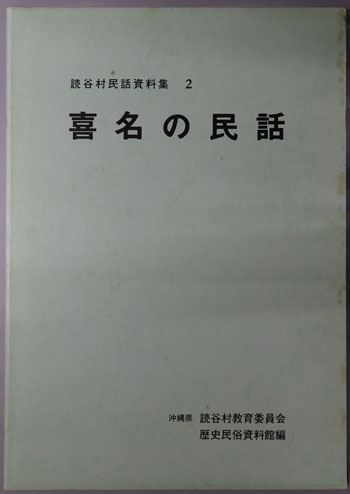 読谷村民話資料集 2
喜名の民話
沖縄県 読谷村教育委員会
歴史民俗資料館編